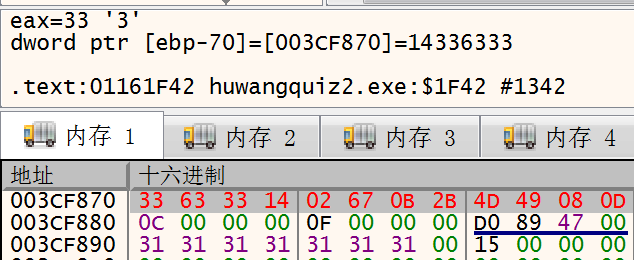 eax=33 '3'
dword ptr [ebp-70]=[003CF870]=14336333
.text:01161F42 huwangquiz2.exe:$1F42 #1342
内存 1 内存 2 内存 3 内存 4
地址 十六进制
003CF870 33 63 33 14 02 67 0B 2B 4D 49 08 0D
003CF880 0C 00 00 00 0F 00 00 00 D0 89 47 00
003CF890 31 31 31 31 31 31 31 00 15 00 00 00